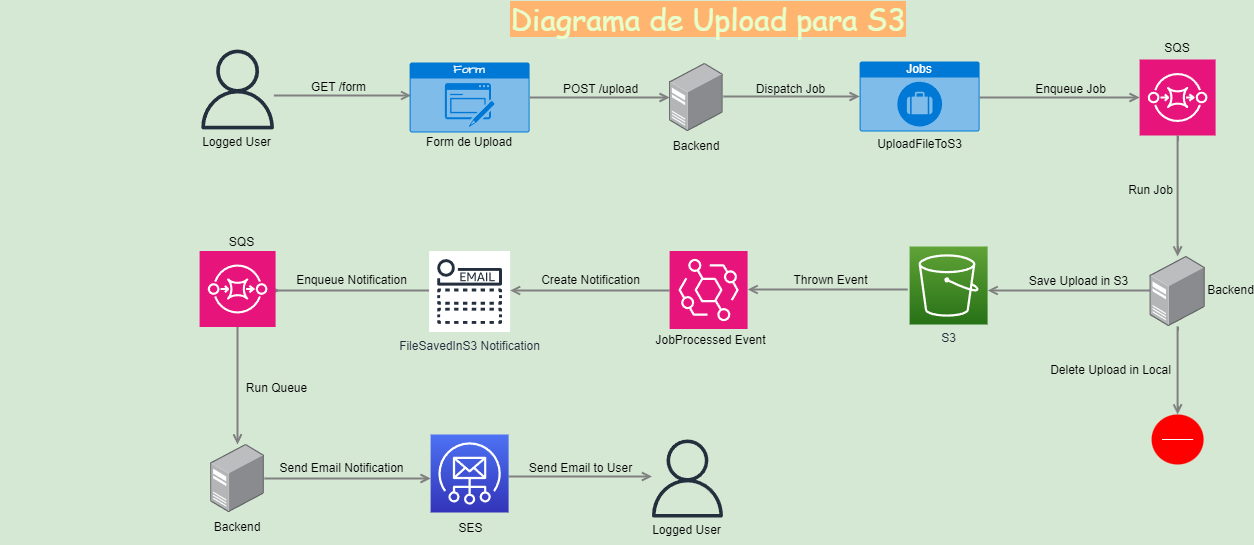 Diagrama de Upload para S3
SQS
Form
Jobs
GET /form
POST /upload
Dispatch Job
Enqueue Job
Logged User
Form de Upload
Backend
UploadFileToS3
Run Job
SQS
Enqueue Notification
EMAIL
Create Notification
Thrown Event
Save Upload in S3
Backend
FileSavedInS3 Notification
JobProcessed Event
S3
Delete Upload in Local
Run Queue
Send Email Notification
Send Email to User
Backend
SES
Logged User